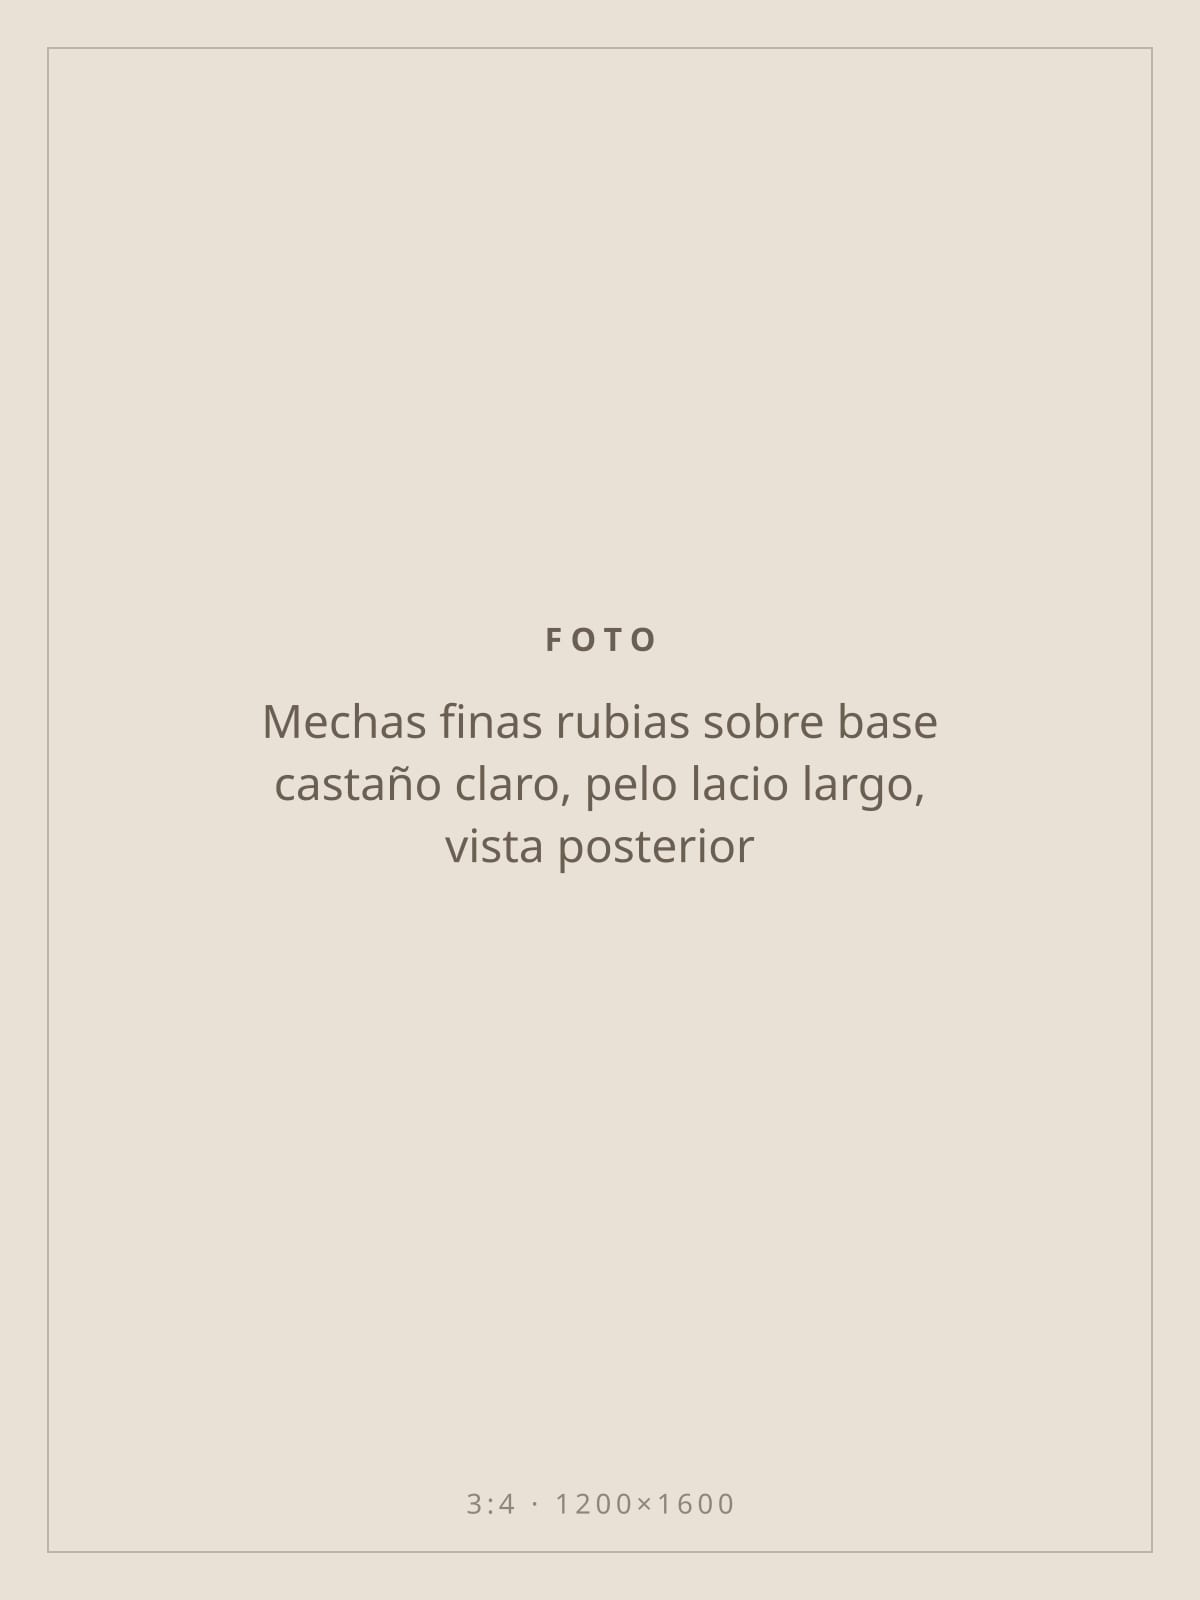 FOTO
Mechas finas rubias sobre base
castaño claro, pelo lacio largo,
vista posterior
3:4 · 1200×1600